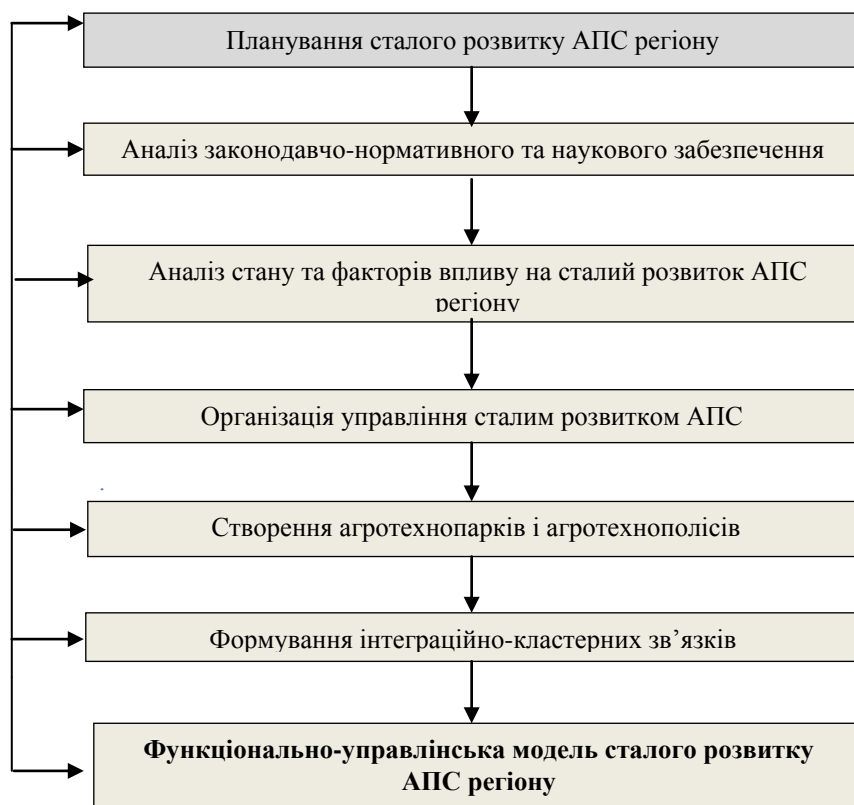 Планування сталого розвитку АПС регіону
Аналіз законодавчо-нормативного та наукового забезпечення
Аналіз стану та факторів впливу на сталий розвиток АПС
регіону
Організація управління сталим розвитком АПС
Створення агротехнопарків і агротехнополісів
Формування інтеграційно-кластерних зв’язків
Функціонально-управлінська модель сталого розвитку
АПС регіону